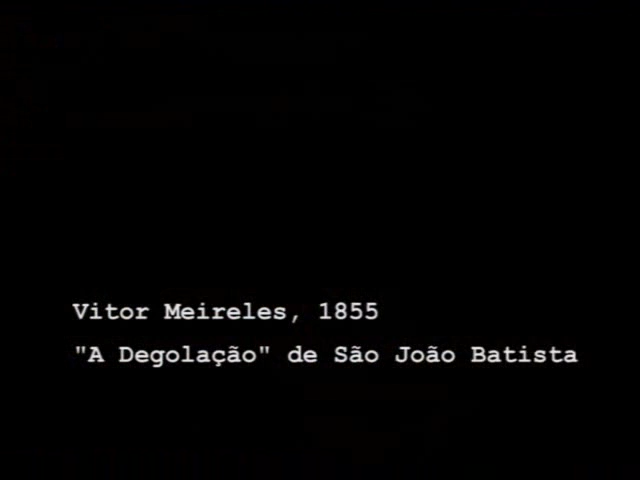 Vitor Meireles, 1855
"A Degolação" de São João Batista